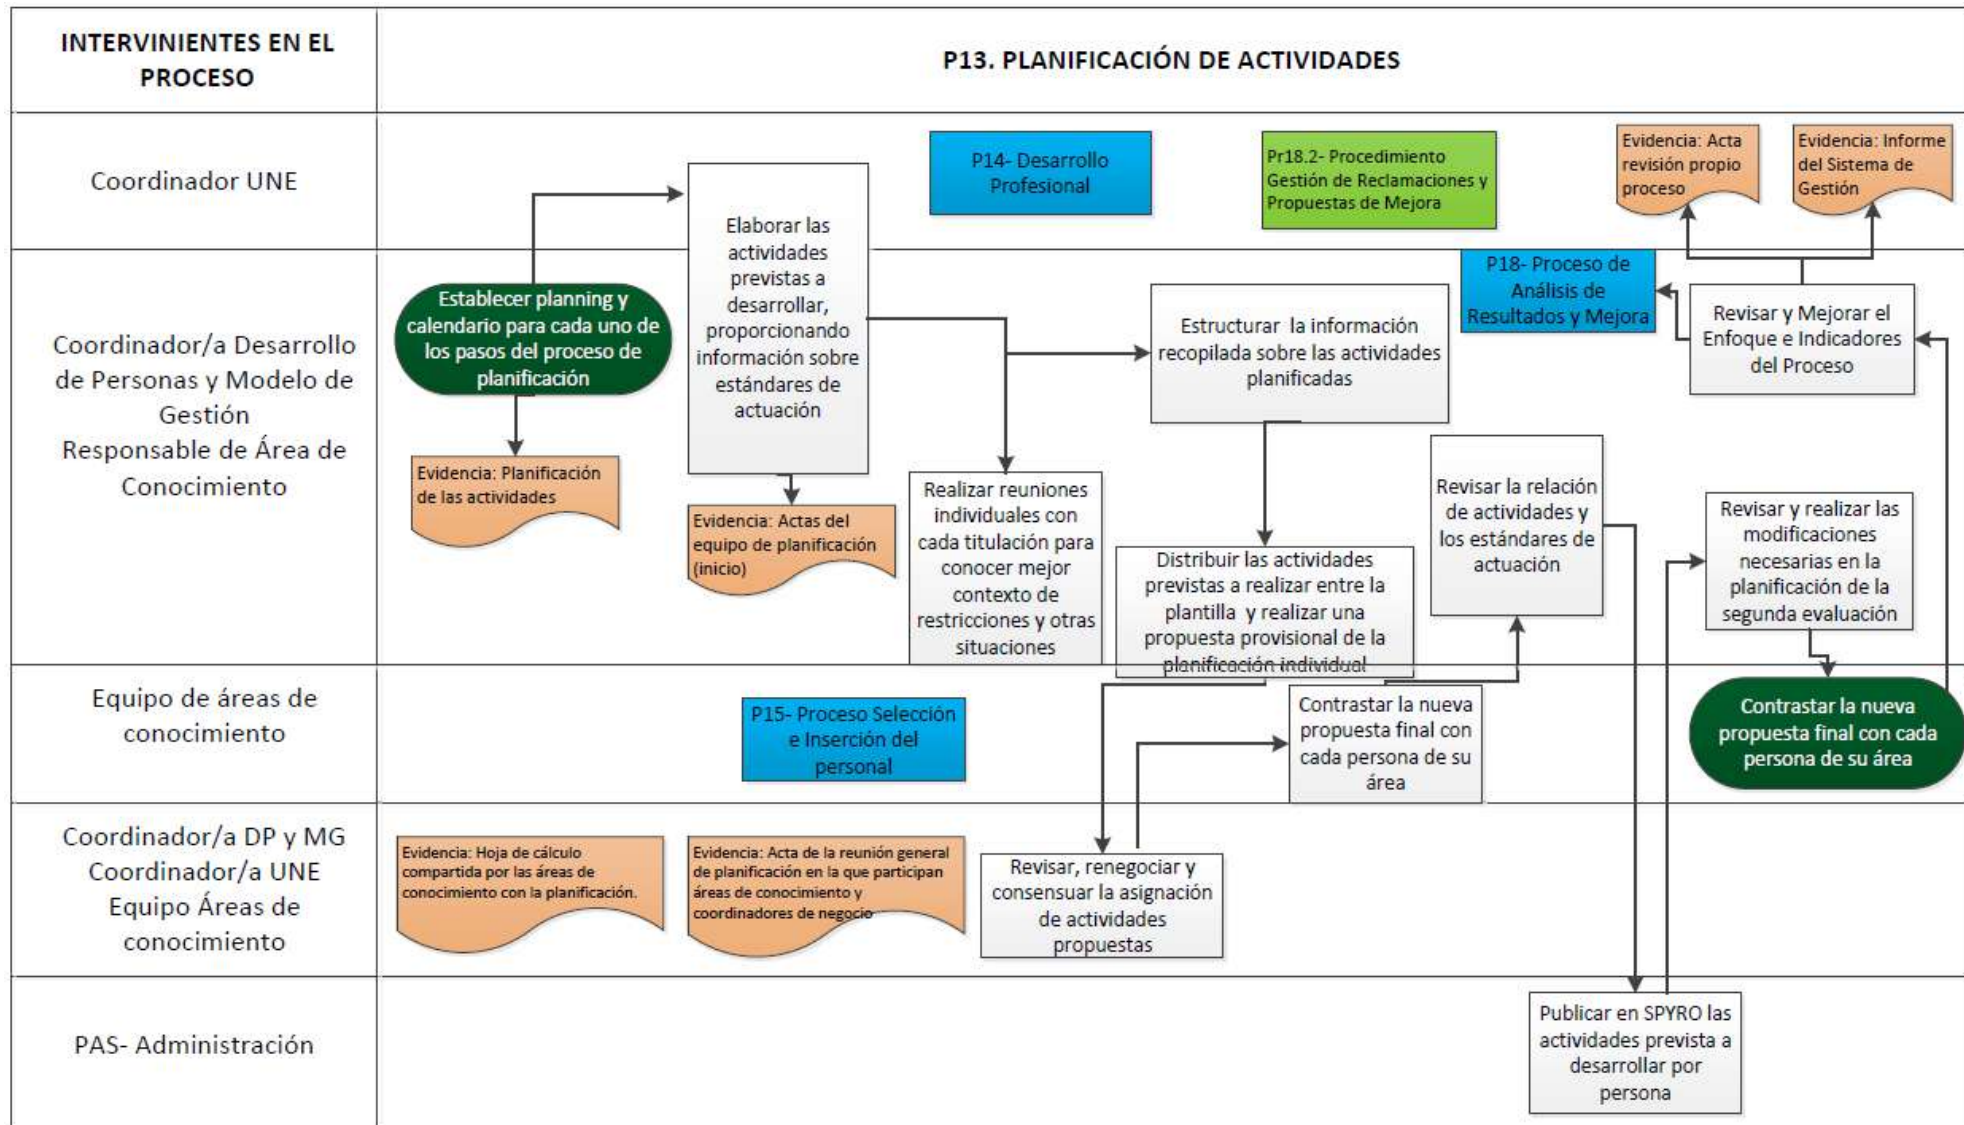 INTERVINIENTES EN EL
PROCESO
P13. PLANIFICACIÓN DE ACTIVIDADES
Coordinador UNE
P14- Desarrollo
Profesional
Pr18.2- Procedimiento
Gestión de Reclamaciones y
Propuestas de Mejora
Evidencia: Acta
revisión propio
proceso
Evidencia: Informe
del Sistema de
Gestión
Coordinador/a Desarrollo
de Personas y Modelo de
Gestión
Responsable de Área de
Conocimiento
Establecer planning y
calendario para cada uno de
los pasos del proceso de
planificación
Evidencia: Planificación
de las actividades
Elaborar las
actividades
previstas a
desarrollar,
proporcionando
información sobre
estándares de
actuación
Evidencia: Actas del
equipo de planificación
(inicio)
Realizar reuniones
individuales con
cada titulación para
conocer mejor
contexto de
restricciones y otras
situaciones
Estructurar la información
recopilada sobre las actividades
planificadas
Distribuir las actividades
previstas a realizar entre la
plantilla y realizar una
propuesta provisional de la
planificación individual
P18- Proceso de
Análisis de
Resultados y Mejora
Revisar y Mejorar el
Enfoque e Indicadores
del Proceso
Revisar la relación
de actividades y
los estándares de
actuación
Revisar y realizar las
modificaciones
necesarias en la
planificación de la
segunda evaluación
Equipo de áreas de
conocimiento
P15- Proceso Selección
e Inserción del
personal
Contrastar la nueva
propuesta final con
cada persona de su
área
Contrastar la nueva
propuesta final con cada
persona de su área
Coordinador/a DP y MG
Coordinador/a UNE
Equipo Áreas de
conocimiento
Evidencia: Hoja de cálculo
compartida por las áreas de
conocimiento con la planificación.
Evidencia: Acta de la reunión general
de planificación en la que participan
áreas de conocimiento y
coordinadores de negocio
Revisar, renegociar y
consensuar la asignación
de actividades
propuestas
PAS- Administración
Publicar en SPYRO las
actividades prevista a
desarrollar por
persona